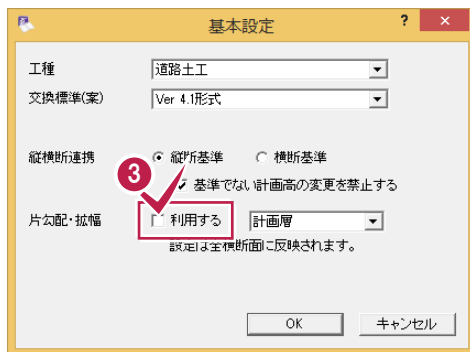 基本設定
? ×
工種 道路土工
交換標準(案) Ver 4.1形式
縦横断連携 縦断基準 横断基準
基準でない計画高の変更を禁止する
3
片勾配・拡幅 利用する 計画層
設定は全横断面に反映されます。
OK キャンセル